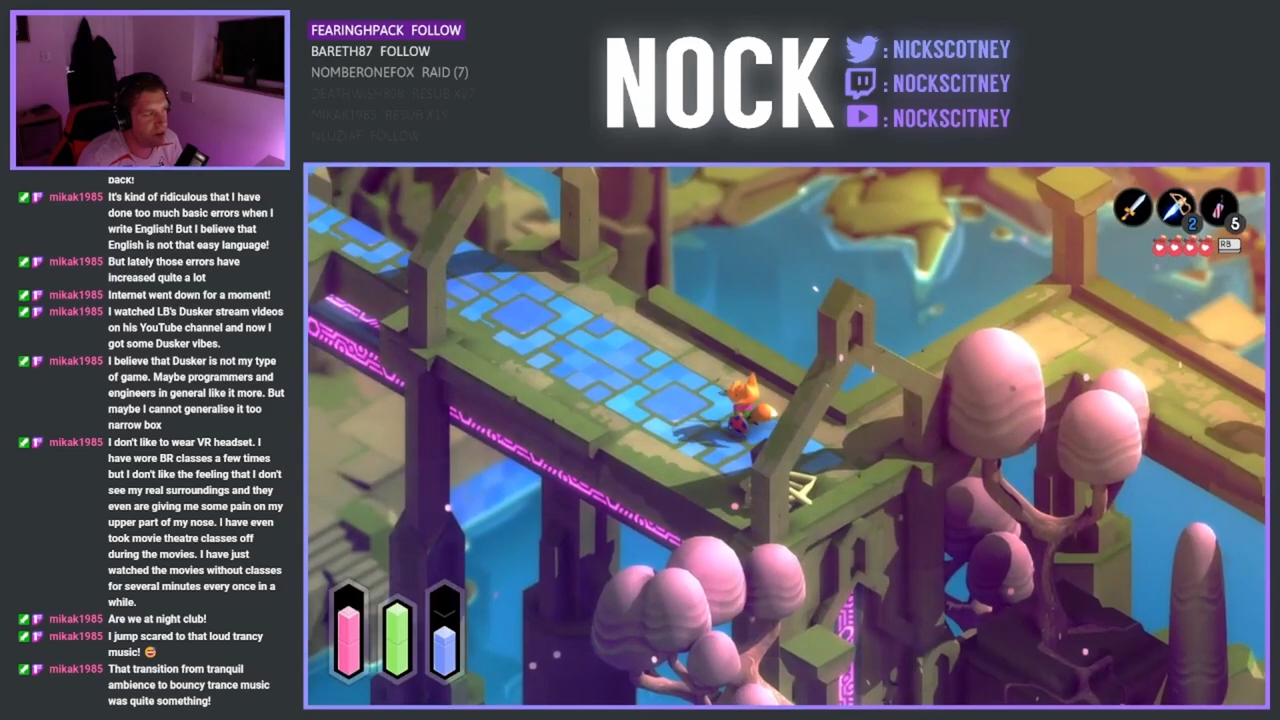 FEARINGHPACK FOLLOW
BARETH87 FOLLOW
NOMBERONEFOX RAID (7)
DEATHWISH808 RESUB X27
MIKAK1985 RESUB X19
NLUZIAF FOLLOW
NOCK
: NICKSCOTNEY
: NOCKSCITNEY
: NOCKSCITNEY
back!
mikak1985 It's kind of ridiculous that I have
done too much basic errors when I
write English! But I believe that
English is not that easy language!
mikak1985 But lately those errors have
increased quite a lot
mikak1985 Internet went down for a moment!
mikak1985 I watched LB's Dusker stream videos
on his YouTube channel and now I
got some Dusker vibes.
mikak1985 I believe that Dusker is not my type
of game. Maybe programmers and
engineers in general like it more. But
maybe I cannot generalise it too
narrow box
mikak1985 I don't like to wear VR headset. I
have wore BR classes a few times
but I don't like the feeling that I don't
see my real surroundings and they
even are giving me some pain on my
upper part of my nose. I have even
took movie theatre classes off
during the movies. I have just
watched the movies without classes
for several minutes every once in a
while.
mikak1985 Are we at night club!
mikak1985 I jump scared to that loud trancy
music!
mikak1985 That transition from tranquil
ambience to bouncy trance music
was quite something!
2
5
RB